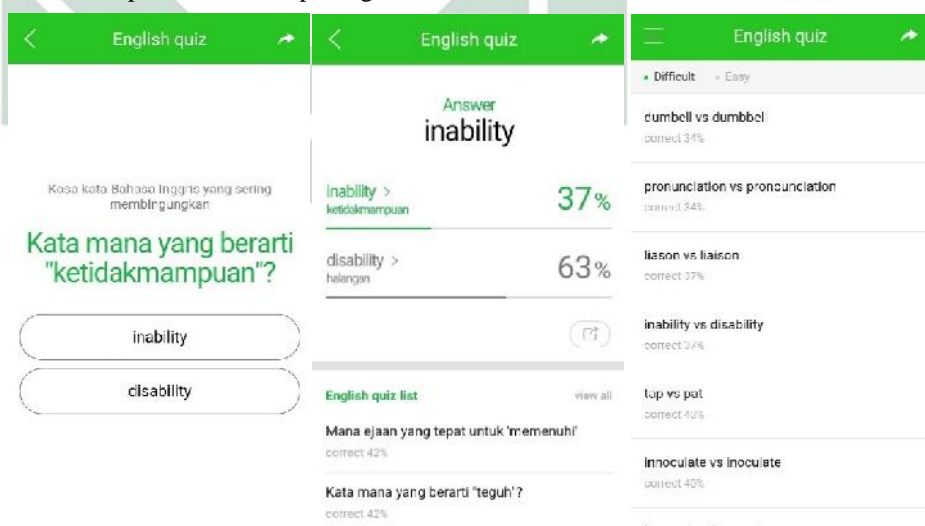 English quiz
Kosa kata Bahasa Inggris yang sering
membingungkan
Kata mana yang berarti
"ketidakmampuan"?
inability
disability
English quiz
Answer
inability
inability >
ketidakmampuan
37%
disability >
halangan
63%
English quiz list
view all
Mana ejaan yang tepat untuk 'memenuhi'
correct 42%
Kata mana yang berarti "teguh"?
correct 42%
English quiz
• Difficult • Easy
dumbell vs dumbbell
correct 34%
pronunciation vs pronounciation
correct 34%
liason vs liaison
correct 37%
inability vs disability
correct 37%
tap vs pat
correct 40%
innoculate vs inoculate
correct 40%